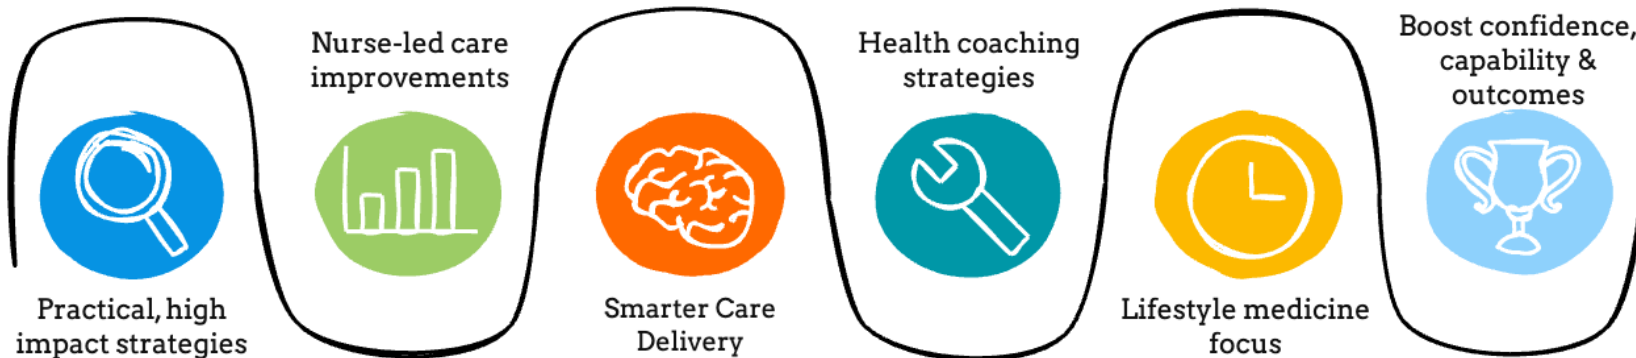 Practical, high
impact strategies
Nurse-led care
improvements
Smarter Care
Delivery
Health coaching
strategies
Lifestyle medicine
focus
Boost confidence,
capability &
outcomes